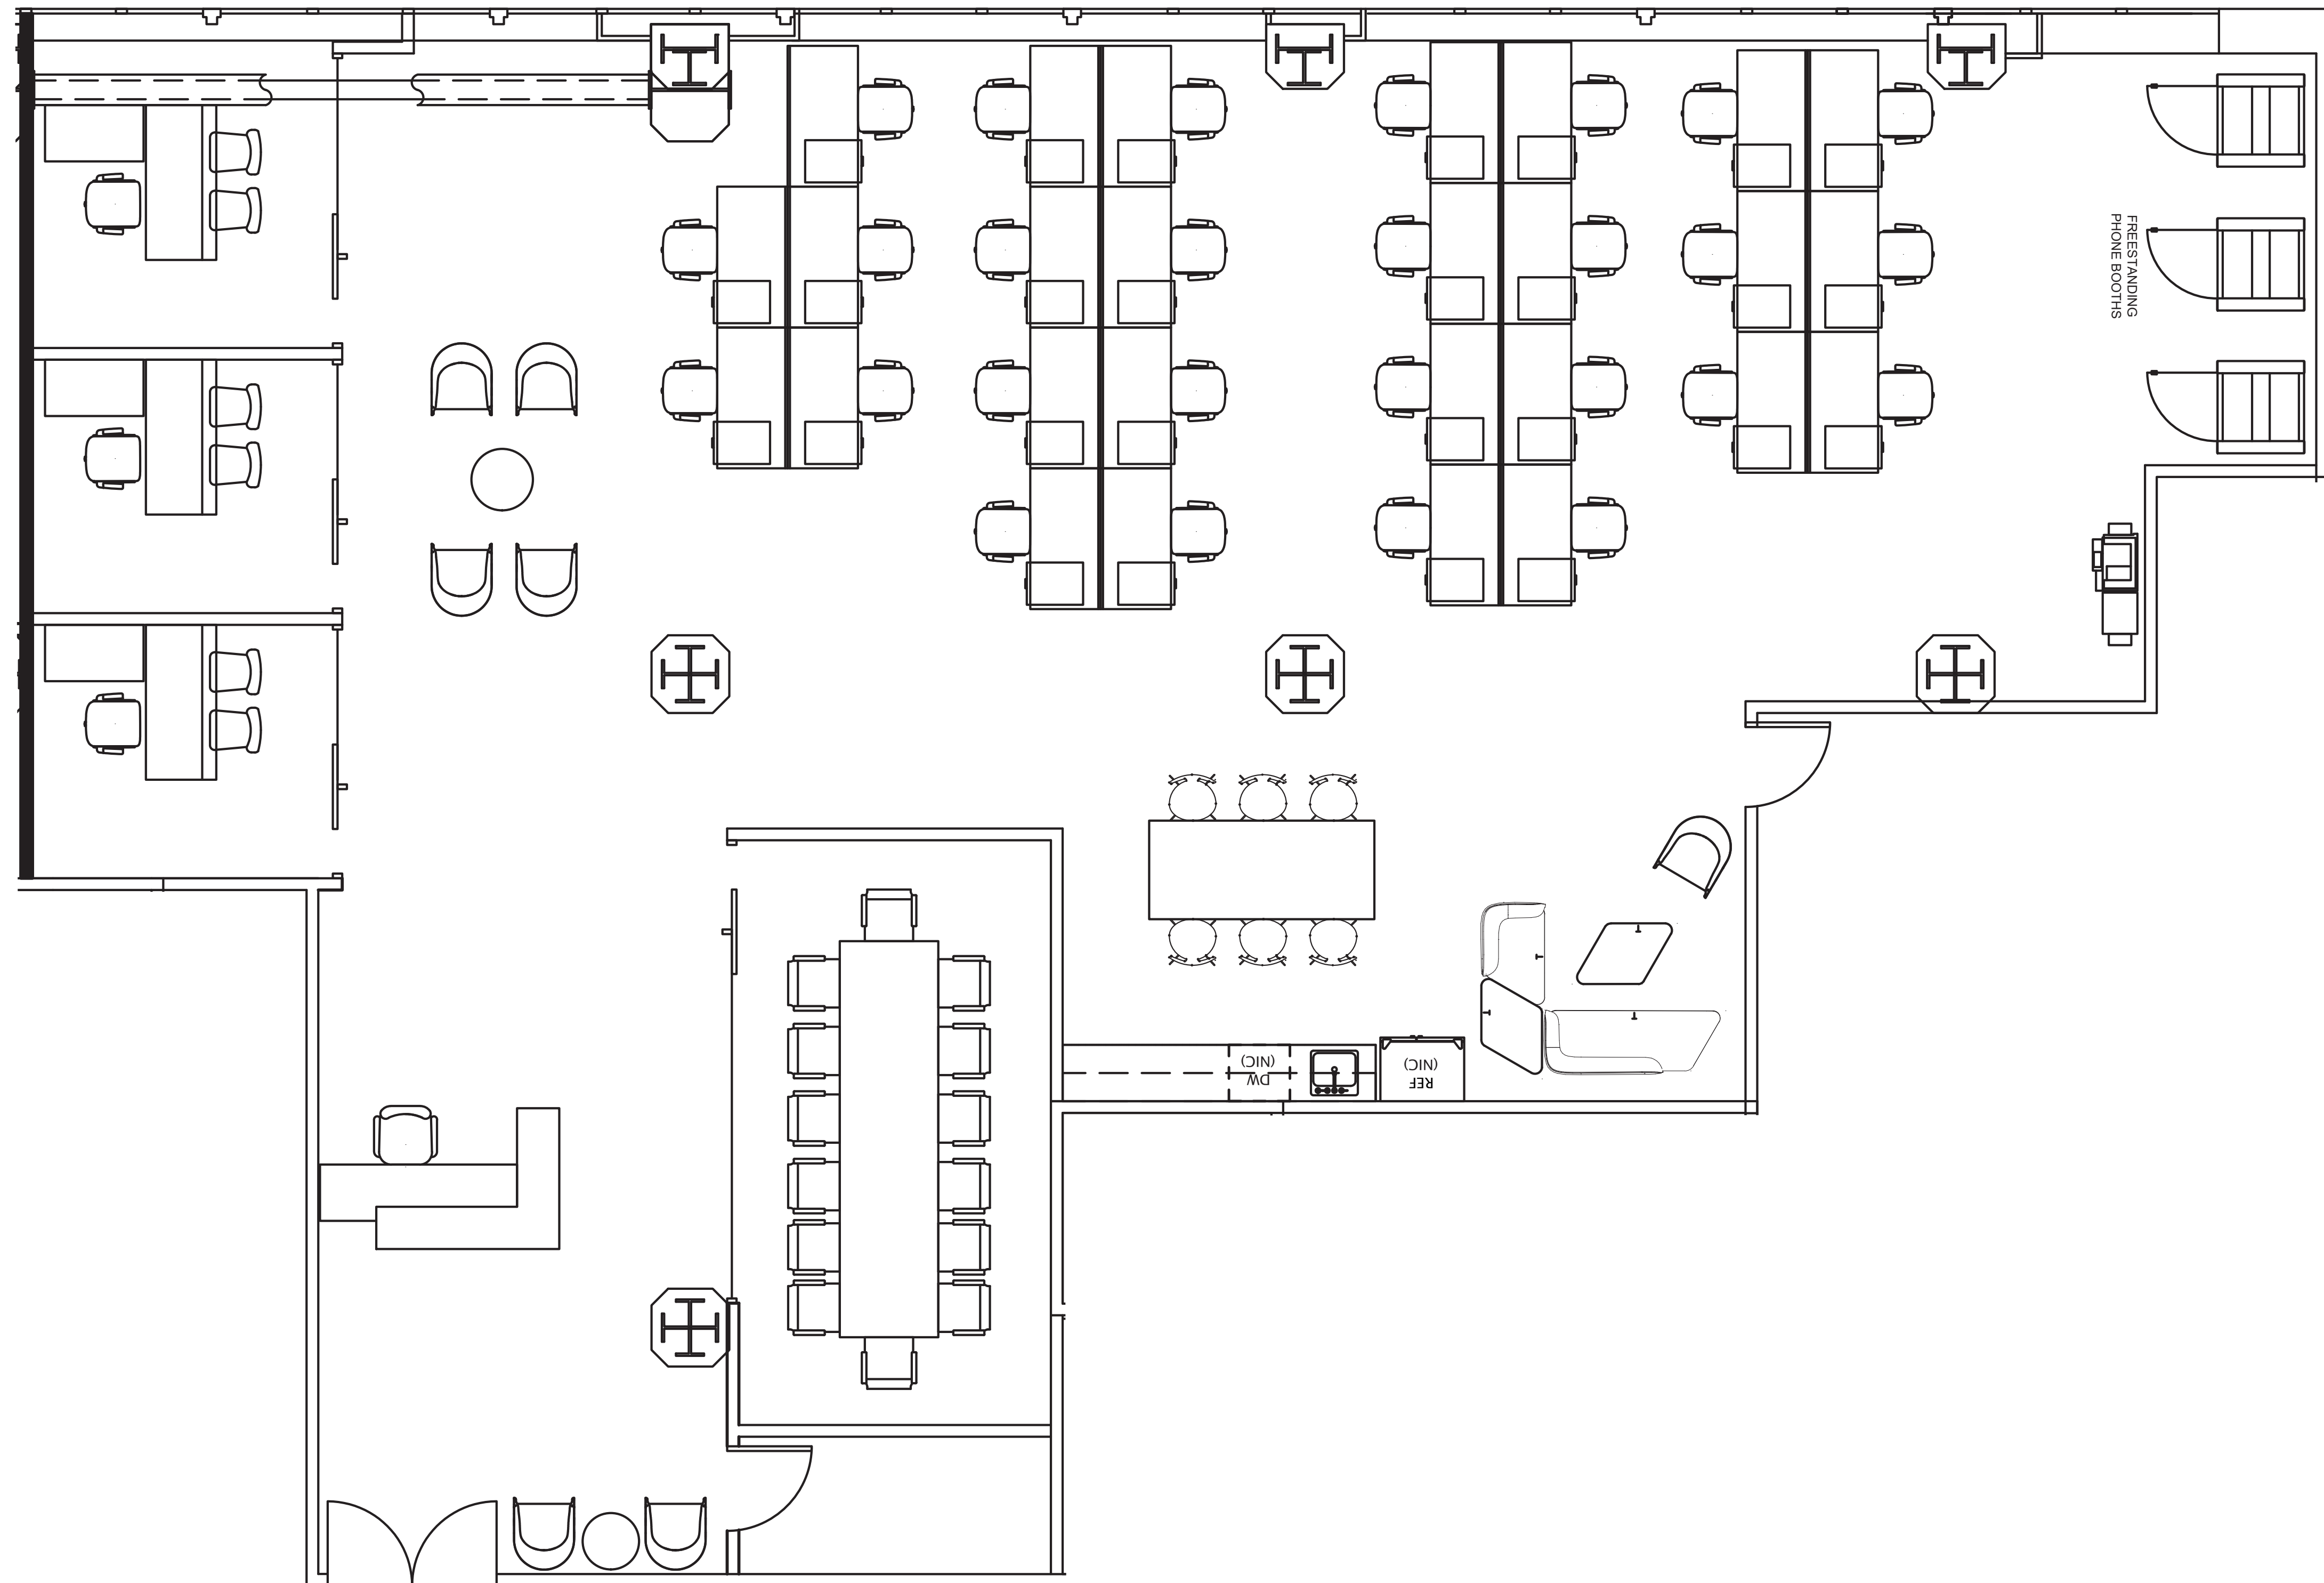 FREESTANDING
PHONE BOOTHS
DW
(NIC)
REF
(NIC)